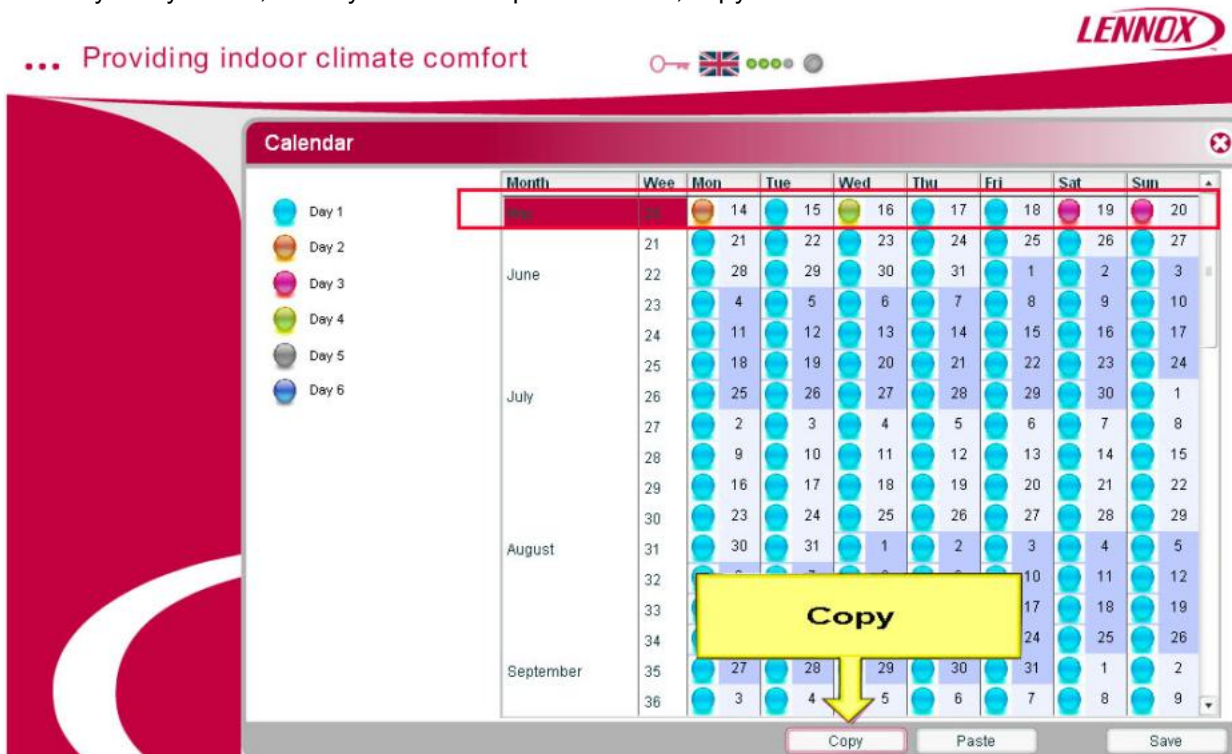 LENNOX
... Providing indoor climate comfort
Calendar
Month Wee Mon Tue Wed Thu Fri Sat Sun
Day 1
Day 2
Day 3
Day 4
Day 5
Day 6
14 15 16 17 18 19 20
21 21 22 23 24 25 26 27
June 22 28 29 30 31 1 2 3
23 4 5 6 7 8 9 10
24 11 12 13 14 15 16 17
25 18 19 20 21 22 23 24
July 26 25 26 27 28 29 30 1
27 2 3 4 5 6 7 8
28 9 10 11 12 13 14 15
29 16 17 18 19 20 21 22
30 23 24 25 26 27 28 29
August 31 30 31 1 2 3 4 5
32 10 11 12
33 17 18 19
34 24 25 26
September 35 27 28 29 30 31 1 2
36 3 4 5 6 7 8 9
Copy
Copy Paste Save